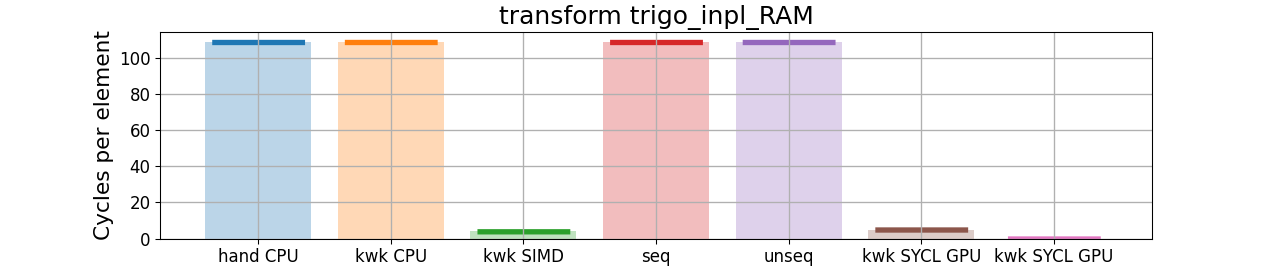 transform trigo_inpl_RAM
Cycles per element
100
80
60
40
20
0
hand CPU
kwk CPU
kwk SIMD
seq
unseq
kwk SYCL GPU
kwk SYCL GPU